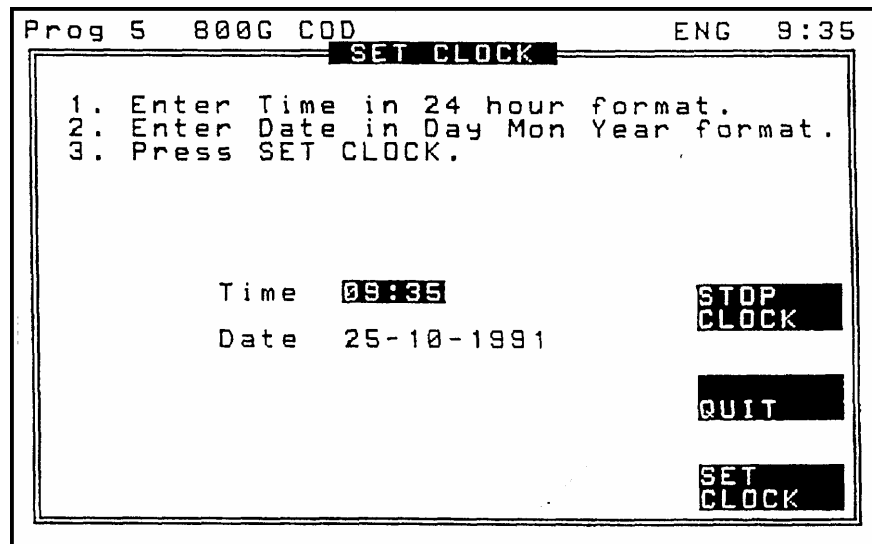 Prog 5 800G COD ENG 9:35
SET CLOCK
1. Enter Time in 24 hour format.
2. Enter Date in Day Mon Year format.
3. Press SET CLOCK.
Time 09:35
Date 25-10-1991
STOP
CLOCK
QUIT
SET
CLOCK